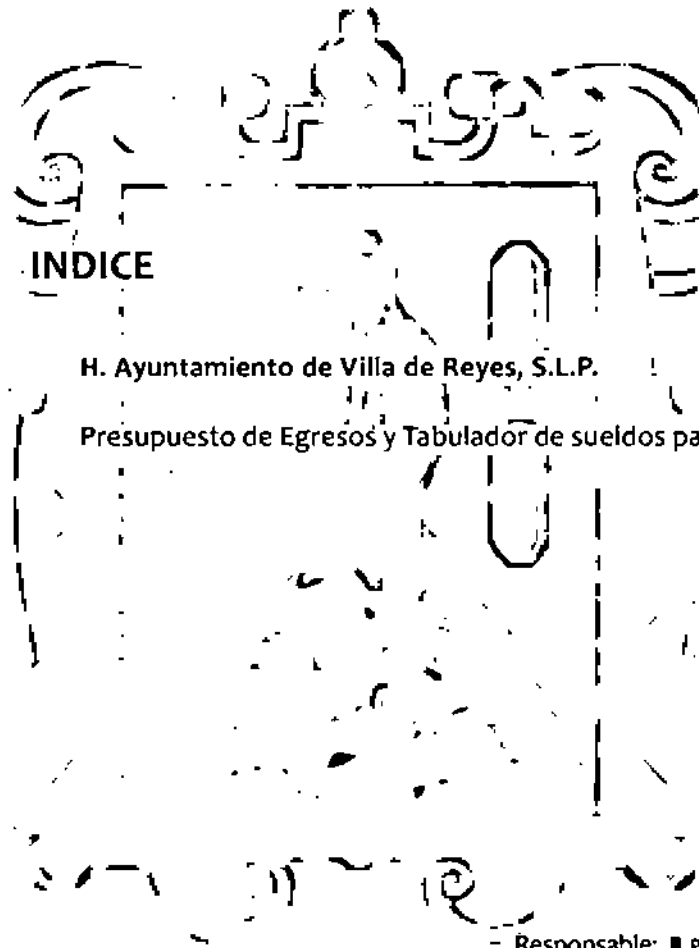 INDICE
H. Ayuntamiento de Villa de Reyes, S.L.P.
Presupuesto de Egresos y Tabulador de sueldos pa
Responsable: